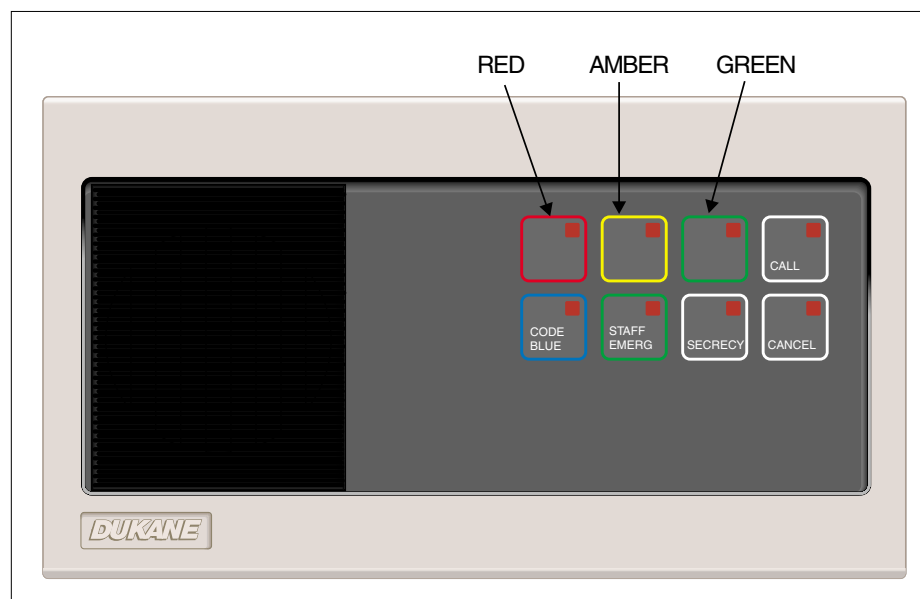 RED AMBER GREEN
CALL
CODE
BLUE
STAFF
EMERG
SECRECY
CANCEL
DUKANE